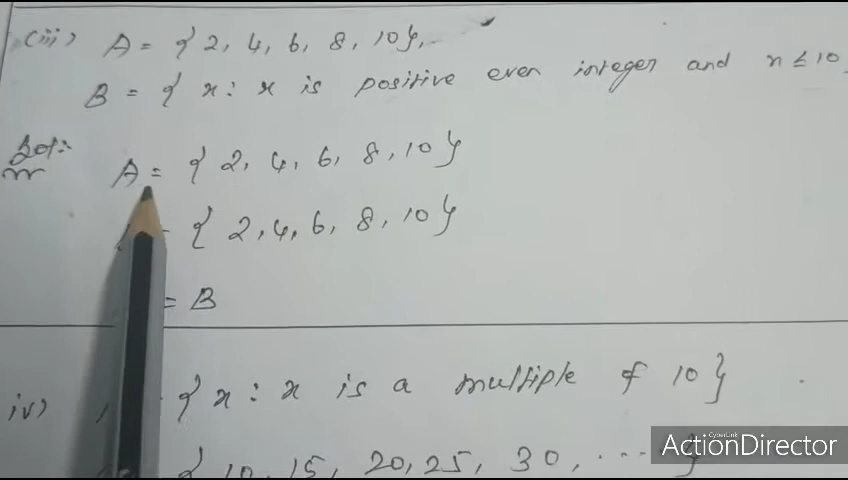 (iii) A = { 2, 4, 6, 8, 10 },
B = { x : x is positive even integer and x ≤ 10
Sol:-
A = { 2, 4, 6, 8, 10 }
= { 2, 4, 6, 8, 10 }
= B
iv) { x : x is a multiple of 10 }
{ 10, 15, 20, 25, 30, .... }
CyberLink
ActionDirector